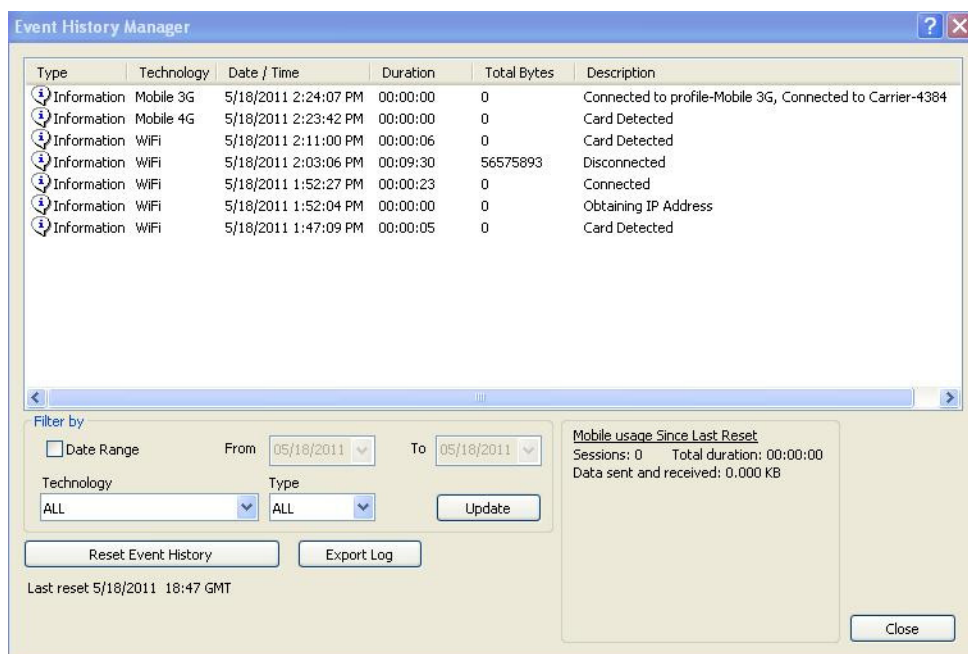 Event History Manager
Type Technology Date / Time Duration Total Bytes Description
Information Mobile 3G 5/18/2011 2:24:07 PM 00:00:00 0 Connected to profile-Mobile 3G, Connected to Carrier-4384
Information Mobile 4G 5/18/2011 2:23:42 PM 00:00:00 0 Card Detected
Information WiFi 5/18/2011 2:11:00 PM 00:00:06 0 Card Detected
Information WiFi 5/18/2011 2:03:06 PM 00:09:30 56575893 Disconnected
Information WiFi 5/18/2011 1:52:27 PM 00:00:23 0 Connected
Information WiFi 5/18/2011 1:52:04 PM 00:00:00 0 Obtaining IP Address
Information WiFi 5/18/2011 1:47:09 PM 00:00:05 0 Card Detected
Filter by
Date Range From 05/18/2011 To 05/18/2011
Technology Type
ALL ALL Update
Reset Event History Export Log
Last reset 5/18/2011 18:47 GMT
Mobile usage Since Last Reset
Sessions: 0 Total duration: 00:00:00
Data sent and received: 0.000 KB
Close